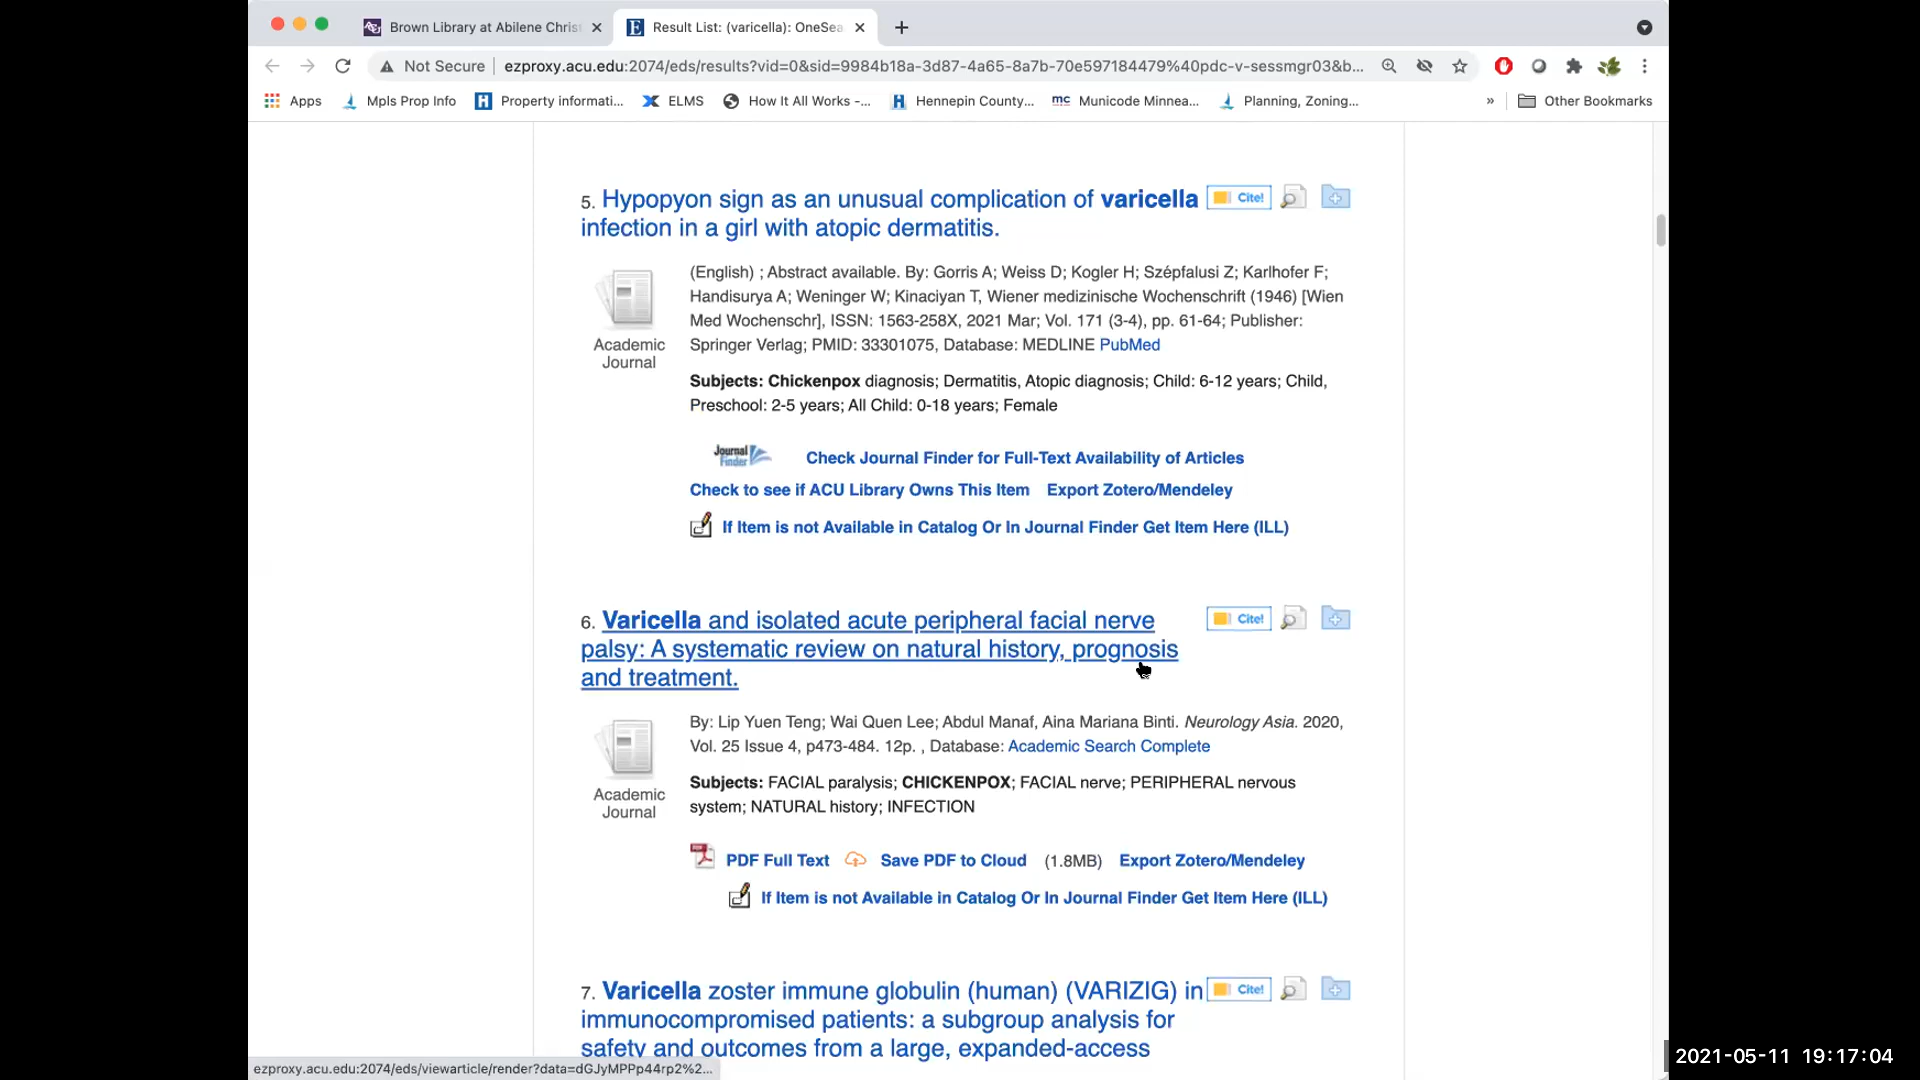 Brown Library at Abilene Christ
Result List: (varicella): OneSea
Not Secure
ezproxy.acu.edu:2074/eds/results?vid=0&sid=9984b18a-3d87-4a65-8a7b-70e597184479%40pdc-v-sessmgr03&b...
Apps
Mpls Prop Info
Property informati...
ELMS
How It All Works -...
Hennepin County...
mc Municode Minnea...
Planning, Zoning...
»
Other Bookmarks
5. Hypopyon sign as an unusual complication of varicella
infection in a girl with atopic dermatitis.
Cite!
(English) ; Abstract available. By: Gorris A; Weiss D; Kogler H; Szépfalusi Z; Karlhofer F;
Handisurya A; Weninger W; Kinaciyan T, Wiener medizinische Wochenschrift (1946) [Wien
Med Wochenschr], ISSN: 1563-258X, 2021 Mar; Vol. 171 (3-4), pp. 61-64; Publisher:
Springer Verlag; PMID: 33301075, Database: MEDLINE PubMed
Academic
Journal
Subjects: Chickenpox diagnosis; Dermatitis, Atopic diagnosis; Child: 6-12 years; Child,
Preschool: 2-5 years; All Child: 0-18 years; Female
Journal
Finder
Check Journal Finder for Full-Text Availability of Articles
Check to see if ACU Library Owns This Item Export Zotero/Mendeley
If Item is not Available in Catalog Or In Journal Finder Get Item Here (ILL)
6. Varicella and isolated acute peripheral facial nerve
palsy: A systematic review on natural history, prognosis
and treatment.
Cite!
By: Lip Yuen Teng; Wai Quen Lee; Abdul Manaf, Aina Mariana Binti. Neurology Asia. 2020,
Vol. 25 Issue 4, p473-484. 12p. , Database: Academic Search Complete
Academic
Journal
Subjects: FACIAL paralysis; CHICKENPOX; FACIAL nerve; PERIPHERAL nervous
system; NATURAL history; INFECTION
PDF Full Text Save PDF to Cloud (1.8MB) Export Zotero/Mendeley
If Item is not Available in Catalog Or In Journal Finder Get Item Here (ILL)
7. Varicella zoster immune globulin (human) (VARIZIG) in
immunocompromised patients: a subgroup analysis for
safety and outcomes from a large, expanded-access
Cite!
ezproxy.acu.edu:2074/eds/viewarticle/render?data=dGJyMPPp44rp2%2...
2021-05-11 19:17:04